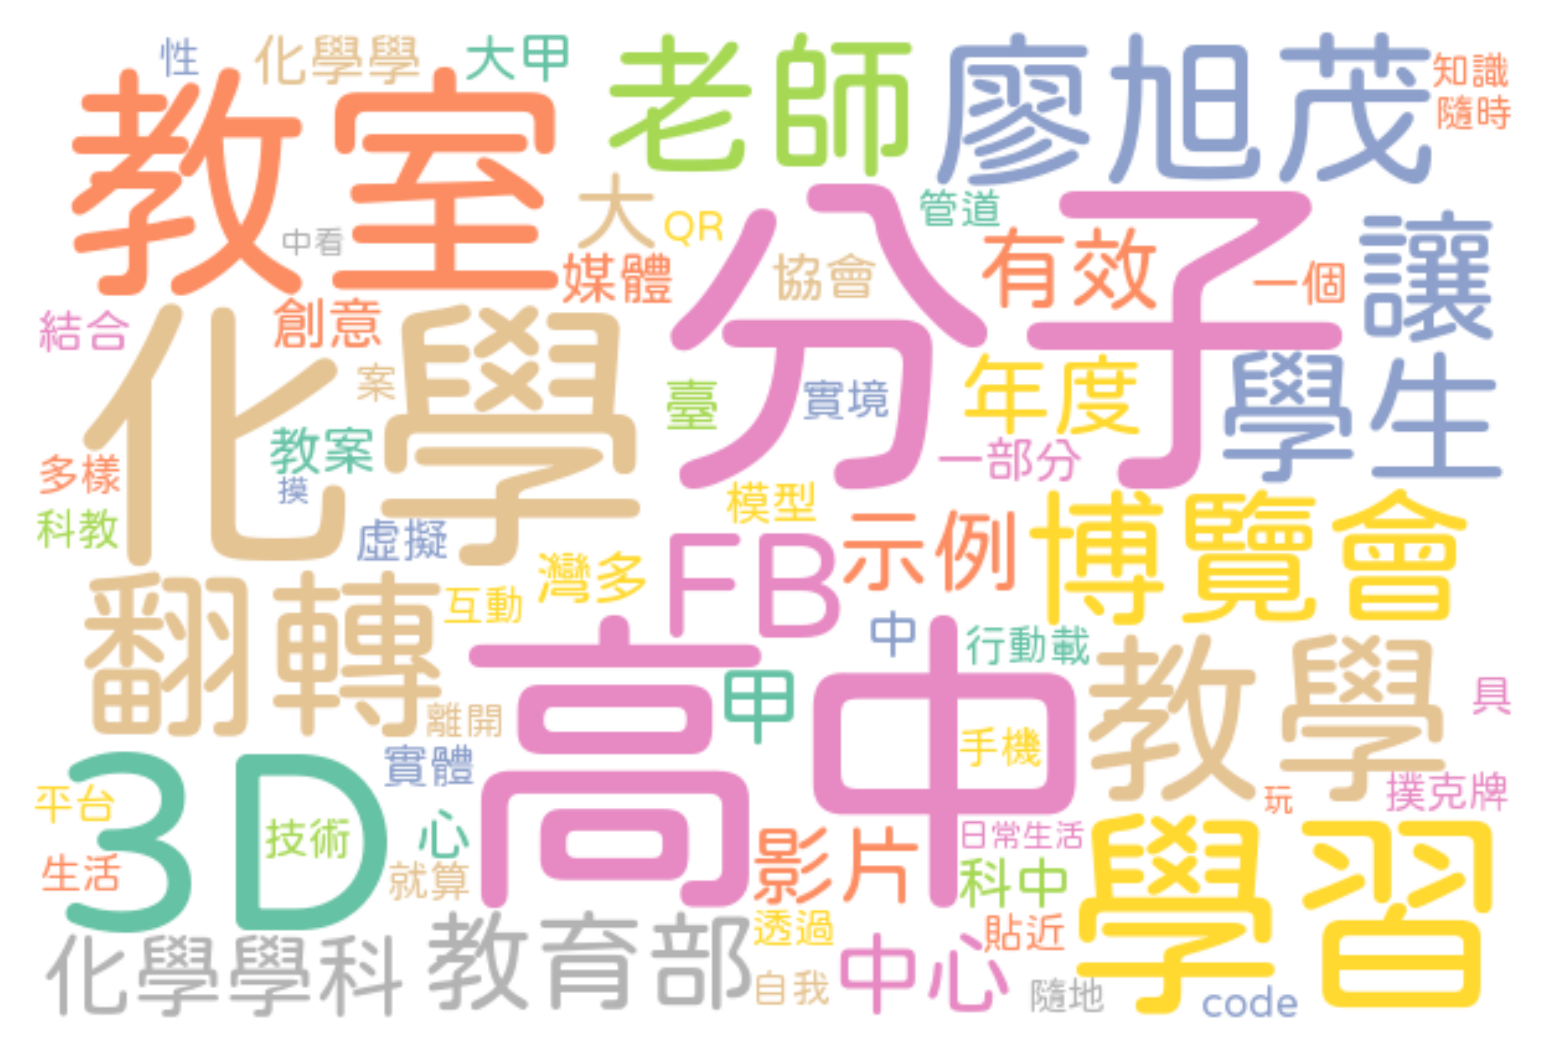 性
化學學
大甲
老師
廖旭茂
知識
隨時
教室
中看
大
QR
媒體
分子
管道
協會
有效
一個
讓
結合
創意
化學
案
臺
實境
年度
學生
多樣
教案
摸
一部分
科教
虛擬
模型
示例
博覽會
灣多
FB
翻轉
互動
中
行動載
高中
甲
教學
具
離開
實體
手機
平台
3D
技術
心
玩
撲克牌
生活
就算
影片
日常生活
科中
學習
化學學科
教育部
透過
自我
中心
貼近
隨地
code